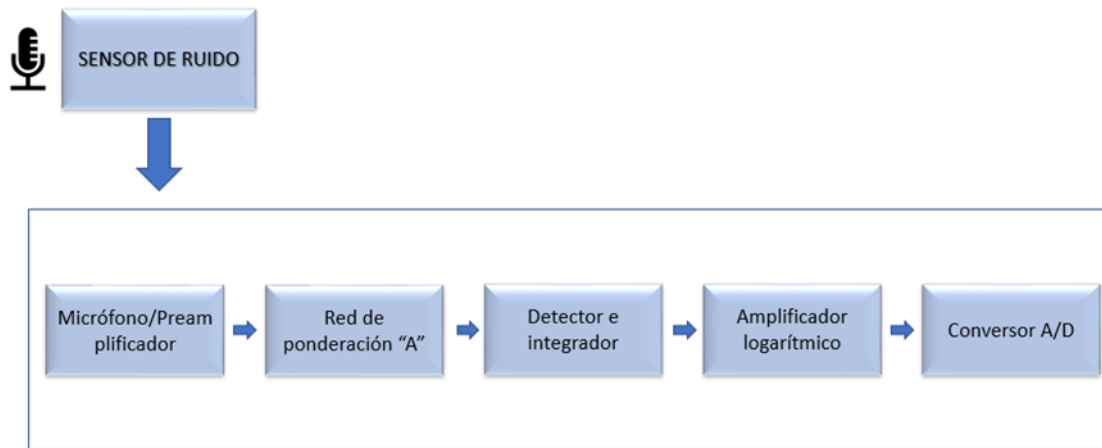 SENSOR DE RUIDO
Micrófono/Pream
plificador
Red de
ponderación “A”
Detector e
integrador
Amplificador
logarítmico
Conversor A/D